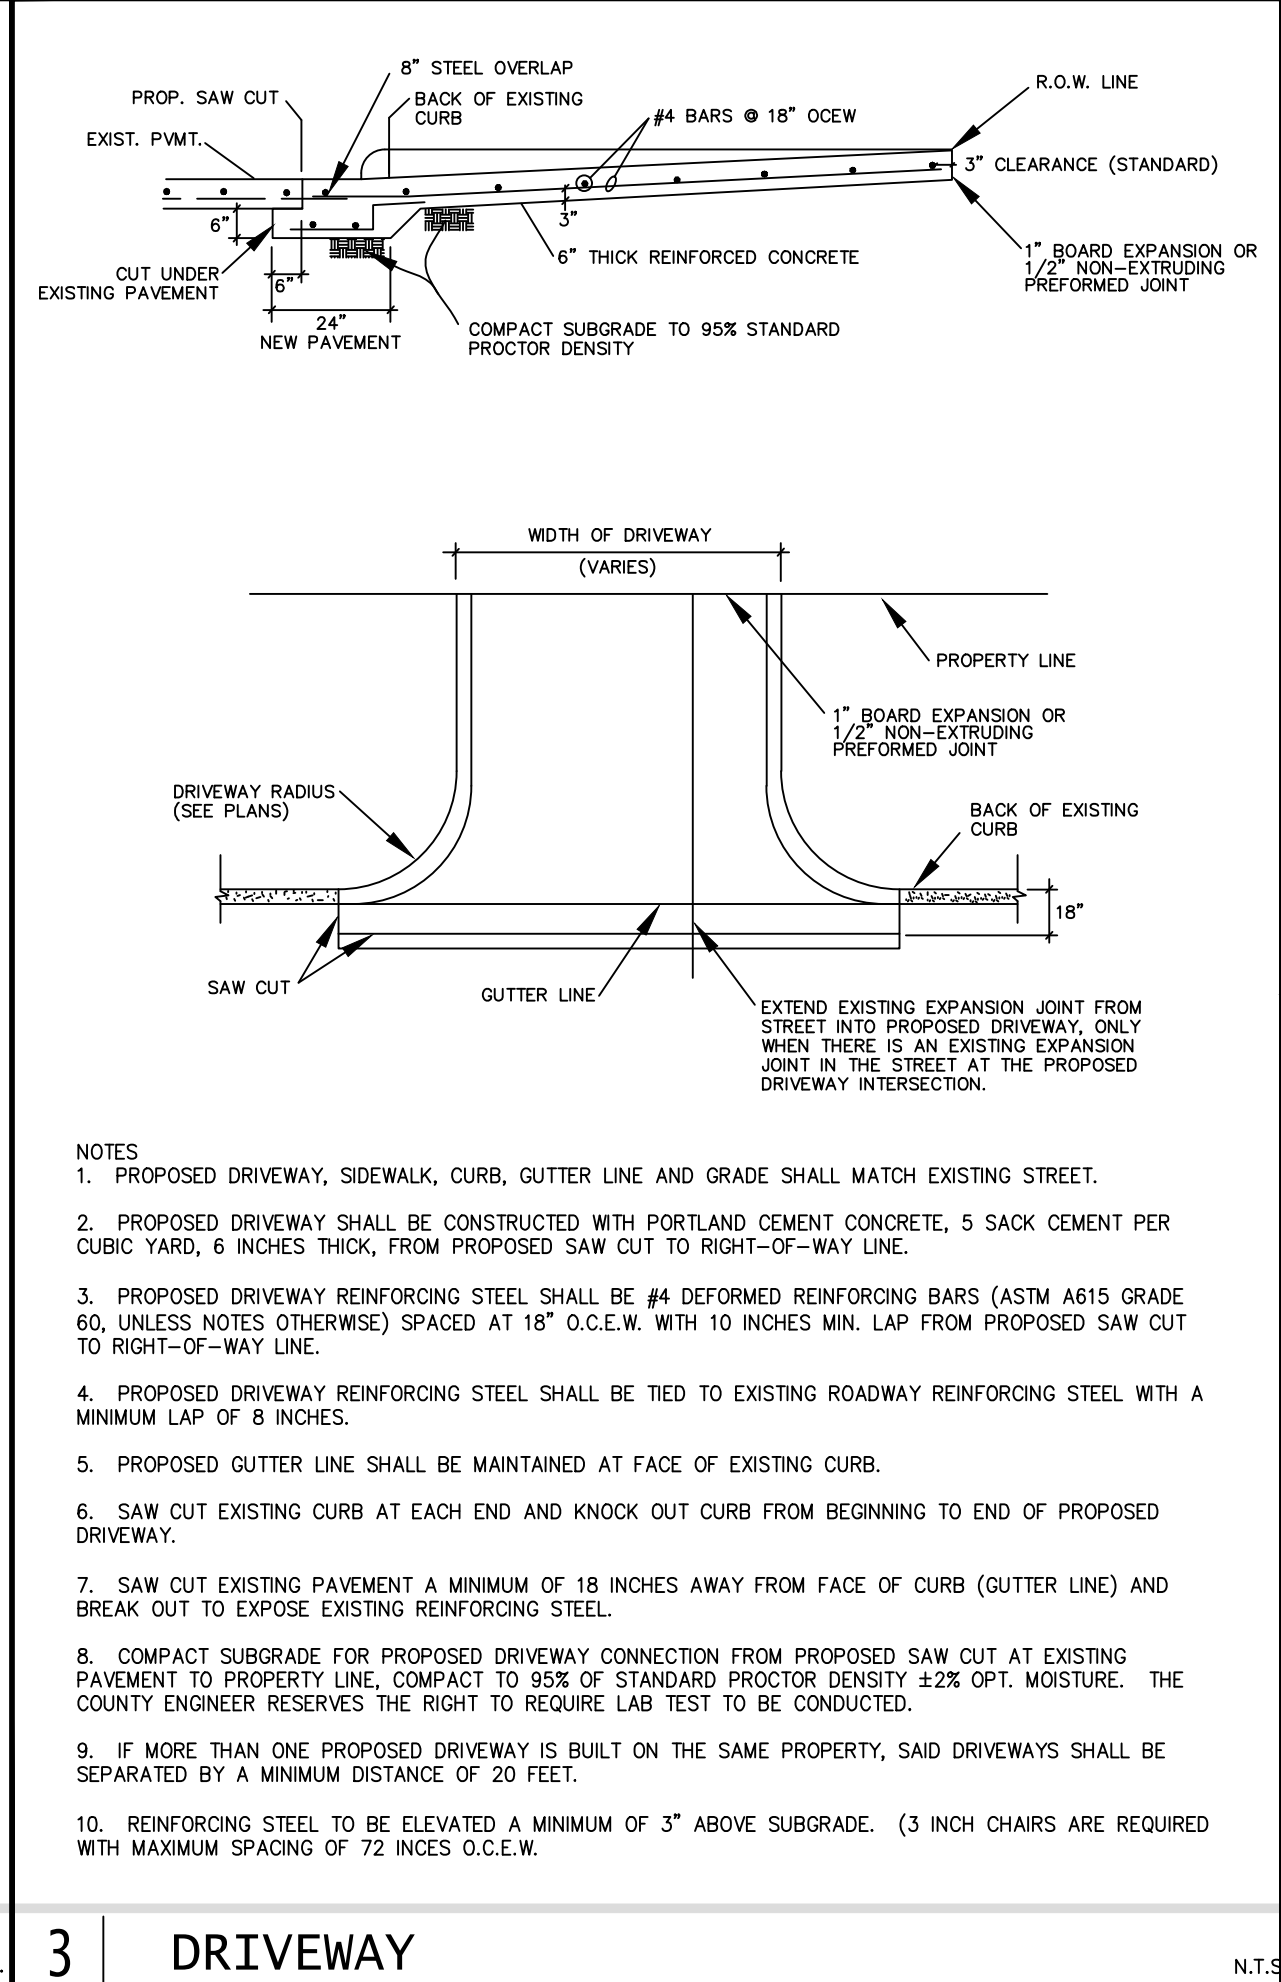 8” STEEL OVERLAP
PROP. SAW CUT
BACK OF EXISTING
CURB
R.O.W. LINE
#4 BARS @ 18” OCEW
EXIST. PVMT.
3” CLEARANCE (STANDARD)
6”
3”
6” THICK REINFORCED CONCRETE
1” BOARD EXPANSION OR
1/2” NON-EXTRUDING
PREFORMED JOINT
CUT UNDER
EXISTING PAVEMENT
6”
24”
NEW PAVEMENT
COMPACT SUBGRADE TO 95% STANDARD
PROCTOR DENSITY
WIDTH OF DRIVEWAY
(VARIES)
PROPERTY LINE
1” BOARD EXPANSION OR
1/2” NON-EXTRUDING
PREFORMED JOINT
DRIVEWAY RADIUS
(SEE PLANS)
BACK OF EXISTING
CURB
18”
SAW CUT
GUTTER LINE
EXTEND EXISTING EXPANSION JOINT FROM
STREET INTO PROPOSED DRIVEWAY, ONLY
WHEN THERE IS AN EXISTING EXPANSION
JOINT IN THE STREET AT THE PROPOSED
DRIVEWAY INTERSECTION.
NOTES
1. PROPOSED DRIVEWAY, SIDEWALK, CURB, GUTTER LINE AND GRADE SHALL MATCH EXISTING STREET.
2. PROPOSED DRIVEWAY SHALL BE CONSTRUCTED WITH PORTLAND CEMENT CONCRETE, 5 SACK CEMENT PER
CUBIC YARD, 6 INCHES THICK, FROM PROPOSED SAW CUT TO RIGHT-OF-WAY LINE.
3. PROPOSED DRIVEWAY REINFORCING STEEL SHALL BE #4 DEFORMED REINFORCING BARS (ASTM A615 GRADE
60, UNLESS NOTES OTHERWISE) SPACED AT 18” O.C.E.W. WITH 10 INCHES MIN. LAP FROM PROPOSED SAW CUT
TO RIGHT-OF-WAY LINE.
4. PROPOSED DRIVEWAY REINFORCING STEEL SHALL BE TIED TO EXISTING ROADWAY REINFORCING STEEL WITH A
MINIMUM LAP OF 8 INCHES.
5. PROPOSED GUTTER LINE SHALL BE MAINTAINED AT FACE OF EXISTING CURB.
6. SAW CUT EXISTING CURB AT EACH END AND KNOCK OUT CURB FROM BEGINNING TO END OF PROPOSED
DRIVEWAY.
7. SAW CUT EXISTING PAVEMENT A MINIMUM OF 18 INCHES AWAY FROM FACE OF CURB (GUTTER LINE) AND
BREAK OUT TO EXPOSE EXISTING REINFORCING STEEL.
8. COMPACT SUBGRADE FOR PROPOSED DRIVEWAY CONNECTION FROM PROPOSED SAW CUT AT EXISTING
PAVEMENT TO PROPERTY LINE, COMPACT TO 95% OF STANDARD PROCTOR DENSITY ±2% OPT. MOISTURE. THE
COUNTY ENGINEER RESERVES THE RIGHT TO REQUIRE LAB TEST TO BE CONDUCTED.
9. IF MORE THAN ONE PROPOSED DRIVEWAY IS BUILT ON THE SAME PROPERTY, SAID DRIVEWAYS SHALL BE
SEPARATED BY A MINIMUM DISTANCE OF 20 FEET.
10. REINFORCING STEEL TO BE ELEVATED A MINIMUM OF 3” ABOVE SUBGRADE. (3 INCH CHAIRS ARE REQUIRED
WITH MAXIMUM SPACING OF 72 INCES O.C.E.W.
3 DRIVEWAY
N.T.S